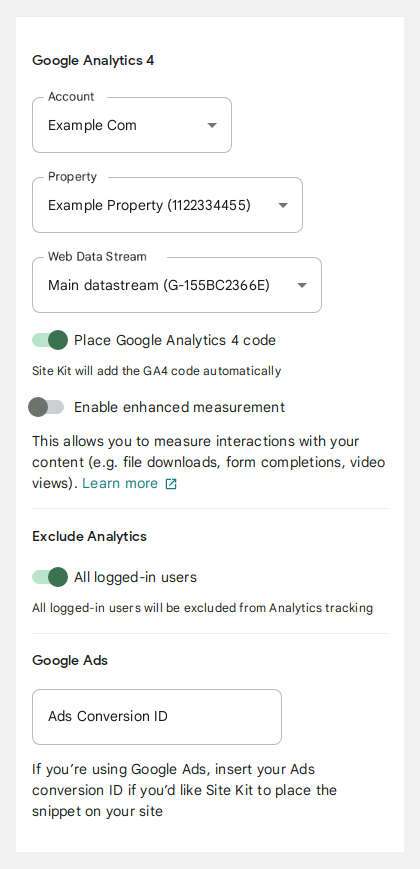 Google Analytics 4
Account
Example Com
Property
Example Property (1122334455)
Web Data Stream
Main datastream (G-155BC2366E)
Place Google Analytics 4 code
Site Kit will add the GA4 code automatically
Enable enhanced measurement
This allows you to measure interactions with your
content (e.g. file downloads, form completions, video
views). Learn more
Exclude Analytics
All logged-in users
All logged-in users will be excluded from Analytics tracking
Google Ads
Ads Conversion ID
If you’re using Google Ads, insert your Ads
conversion ID if you’d like Site Kit to place the
snippet on your site